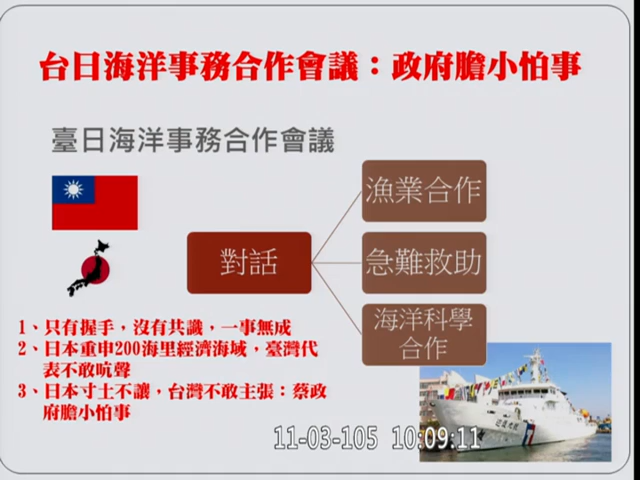 台日海洋事務合作會議：政府膽小怕事
臺日海洋事務合作會議
漁業合作
對話
急難救助
海洋科學
合作
1、只有握手，沒有共識，一事無成
2、日本重申200海里經濟海域，臺灣代
表不敢吭聲
3、日本寸土不讓，台灣不敢主張：蔡政
府膽小怕事
11-03-105 10:09:11